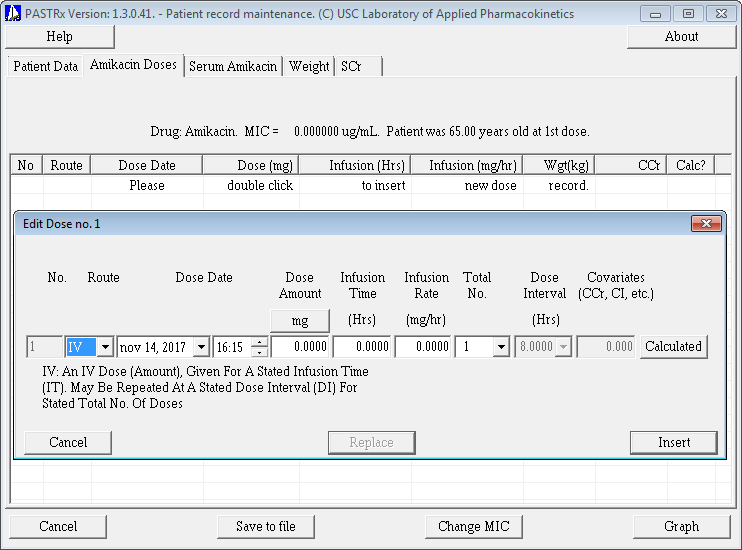 PASTRx Version: 1.3.0.41. - Patient record maintenance. (C) USC Laboratory of Applied Pharmacokinetics
Help About
Patient Data Amikacin Doses Serum Amikacin Weight SCr
Drug: Amikacin. MIC = 0.000000 ug/mL. Patient was 65.00 years old at 1st dose.
No Route Dose Date Dose (mg) Infusion (Hrs) Infusion (mg/hr) Wgt(kg) CCr Calc?
Please double click to insert new dose record.
Edit Dose no. 1
No. Route Dose Date Dose Infusion Infusion Total Dose Covariates
Amount Time Rate No. Interval (CCr, CI, etc.)
mg (Hrs) (mg/hr) (Hrs)
1 IV nov 14, 2017 16:15 0.0000 0.0000 0.0000 1 8.0000 0.000 Calculated
IV: An IV Dose (Amount), Given For A Stated Infusion Time
(IT). May Be Repeated At A Stated Dose Interval (DI) For
Stated Total No. Of Doses
Cancel Replace Insert
Cancel Save to file Change MIC Graph